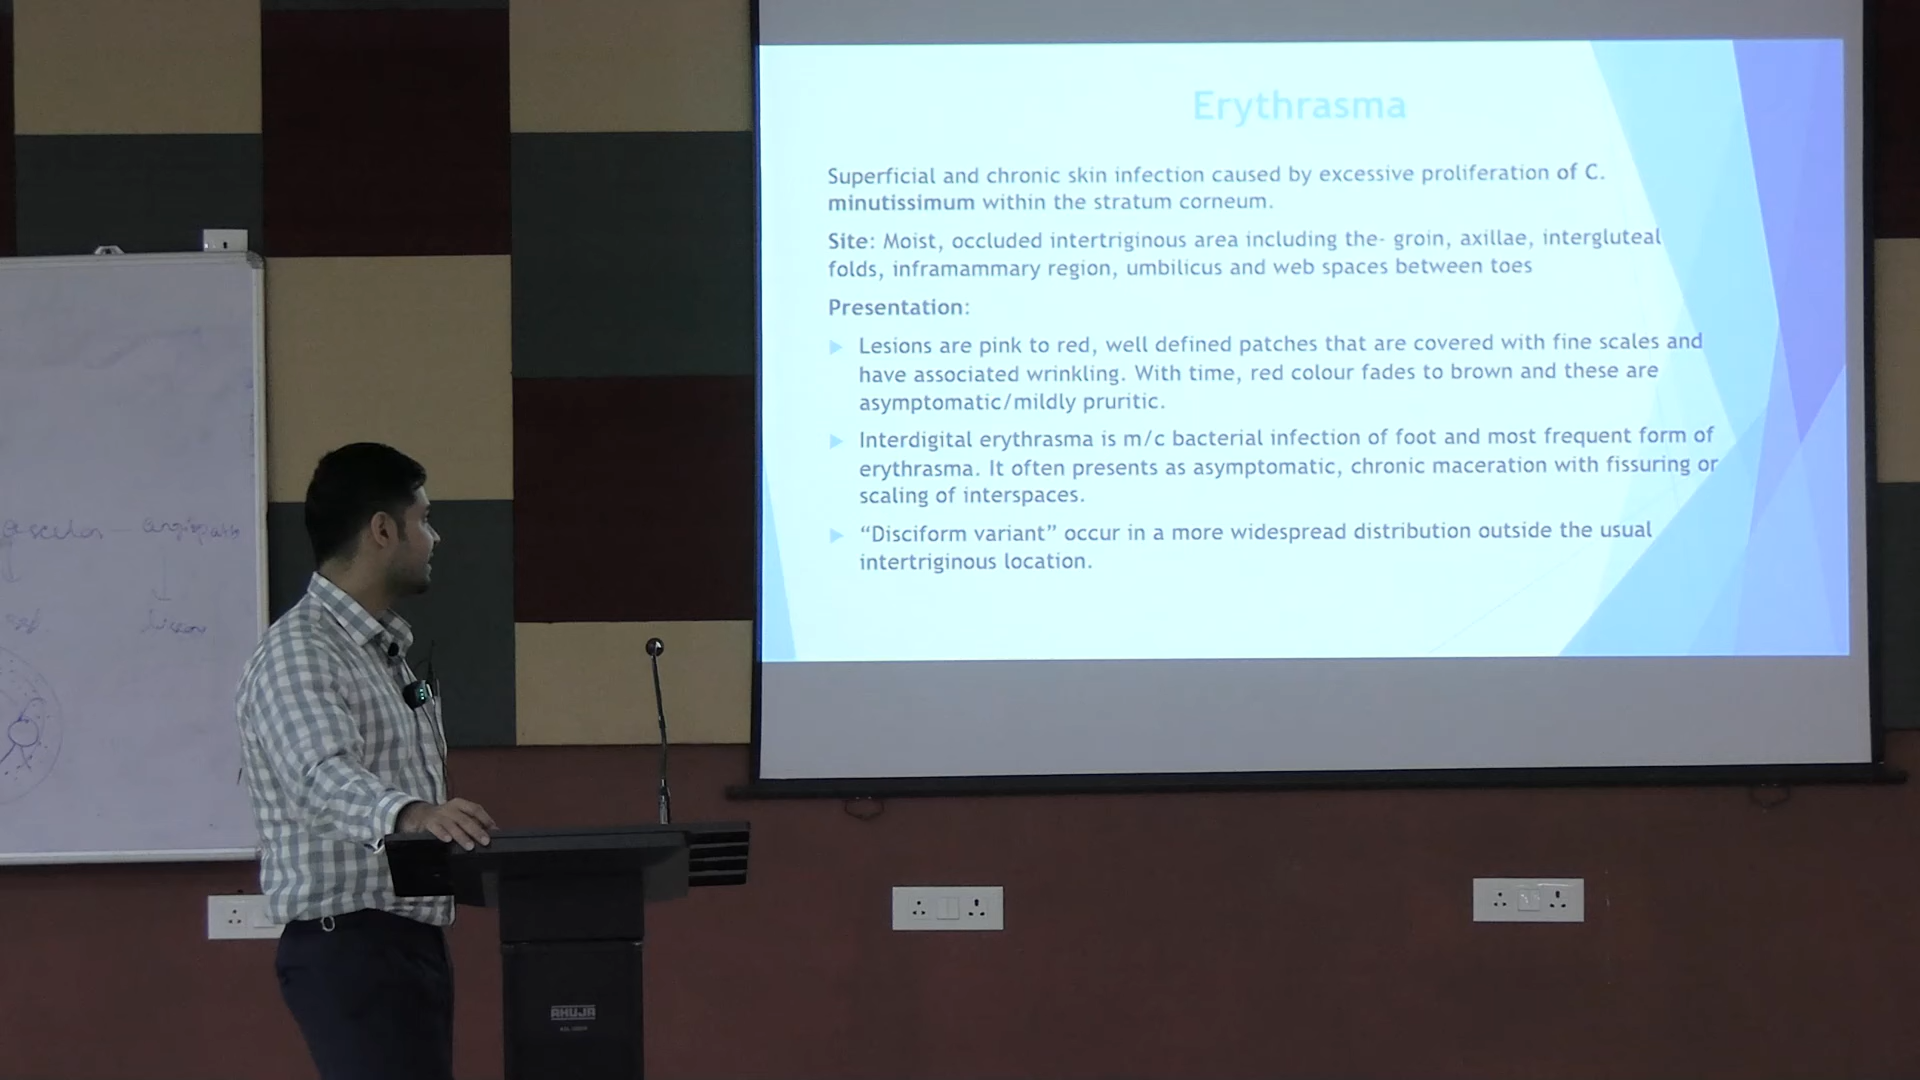 Erythrasma
Superficial and chronic skin infection caused by excessive proliferation of C.
minutissimum within the stratum corneum.
Site: Moist, occluded intertriginous area including the- groin, axillae, intergluteal
folds, inframammary region, umbilicus and web spaces between toes
Presentation:
Lesions are pink to red, well defined patches that are covered with fine scales and
have associated wrinkling. With time, red colour fades to brown and these are
asymptomatic/mildly pruritic.
Interdigital erythrasma is m/c bacterial infection of foot and most frequent form of
erythrasma. It often presents as asymptomatic, chronic maceration with fissuring or
scaling of interspaces.
“Disciform variant” occur in a more widespread distribution outside the usual
intertriginous location.
AHUJA